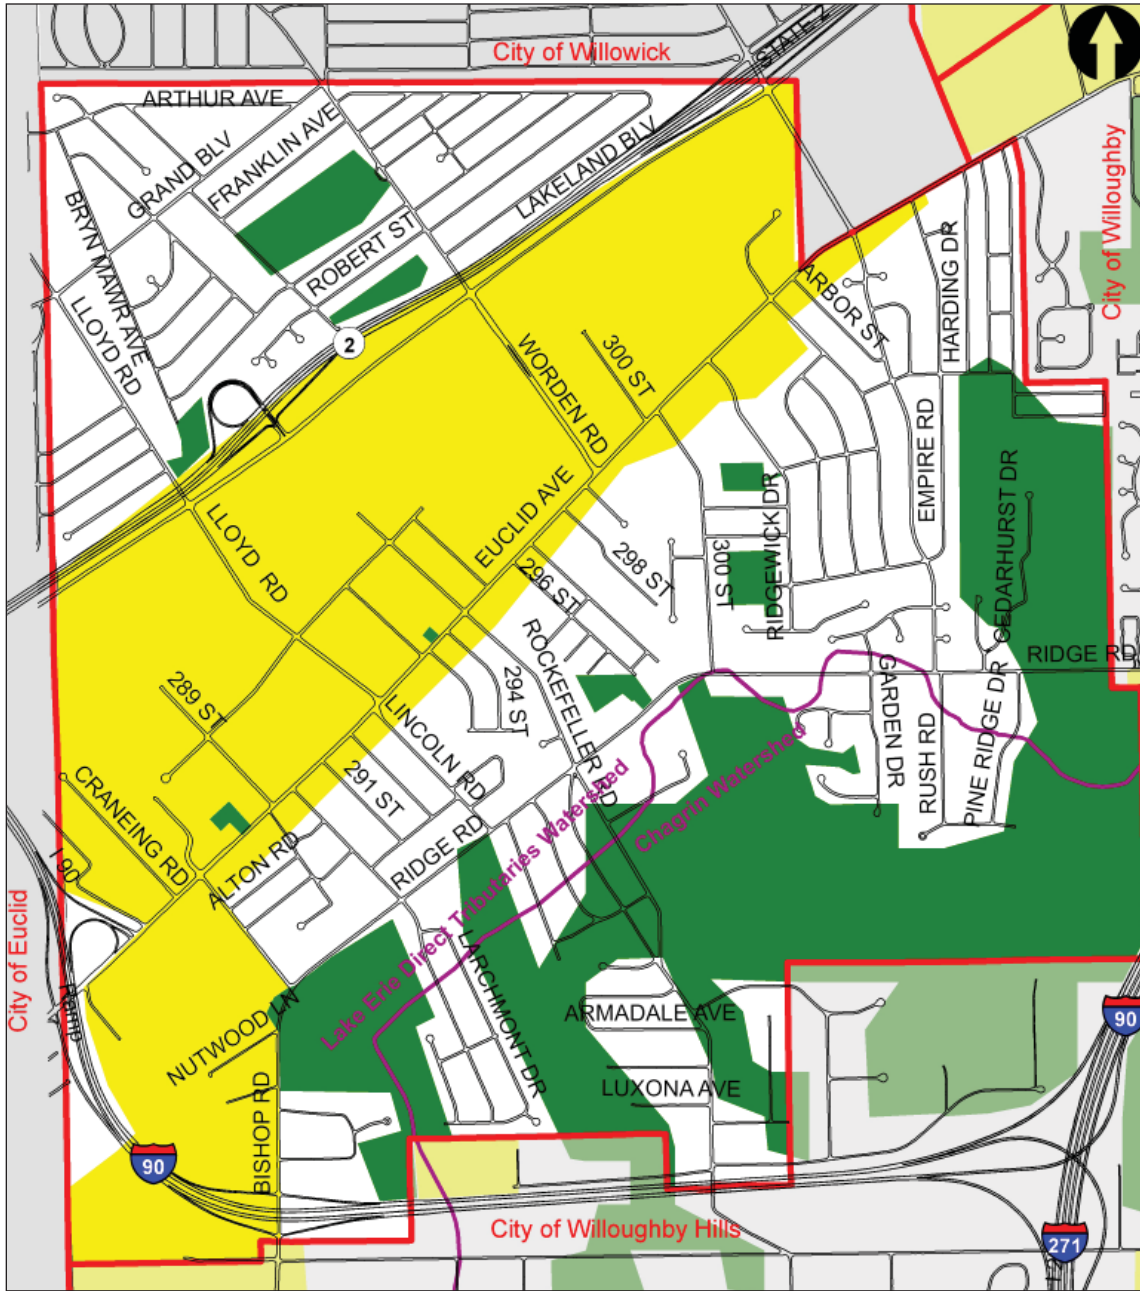 City of Willowick
STATE 2
ARTHUR AVE
GRAND BLV
FRANKLIN AVE
LAKELAND BLV
BRYN MAWR AVE
ROBERT ST
City of Willoughby
HARDING DR
ARBOR ST
LLOYD RD
2
WORDEN RD
300 ST
EMPIRE RD
CEDARHURST DR
EUCLID AVE
RIDGEWICK DR
LLOYD RD
298 ST
300 ST
296 ST
ROCKEFELLER RD
RIDGE RD
294 ST
289 ST
LINCOLN RD
GARDEN DR
RUSH RD
PINE RIDGE DR
291 ST
CRANEING RD
Lake Erie Direct Tributaries Watershed
Chagrin Watershed
RIDGE RD
ALTON RD
I 90
City of Euclid
Ramp
LARCHMONT DR
ARMADALE AVE
90
NUTWOOD LN
LUXONA AVE
BISHOP RD
90
City of Willoughby Hills
271